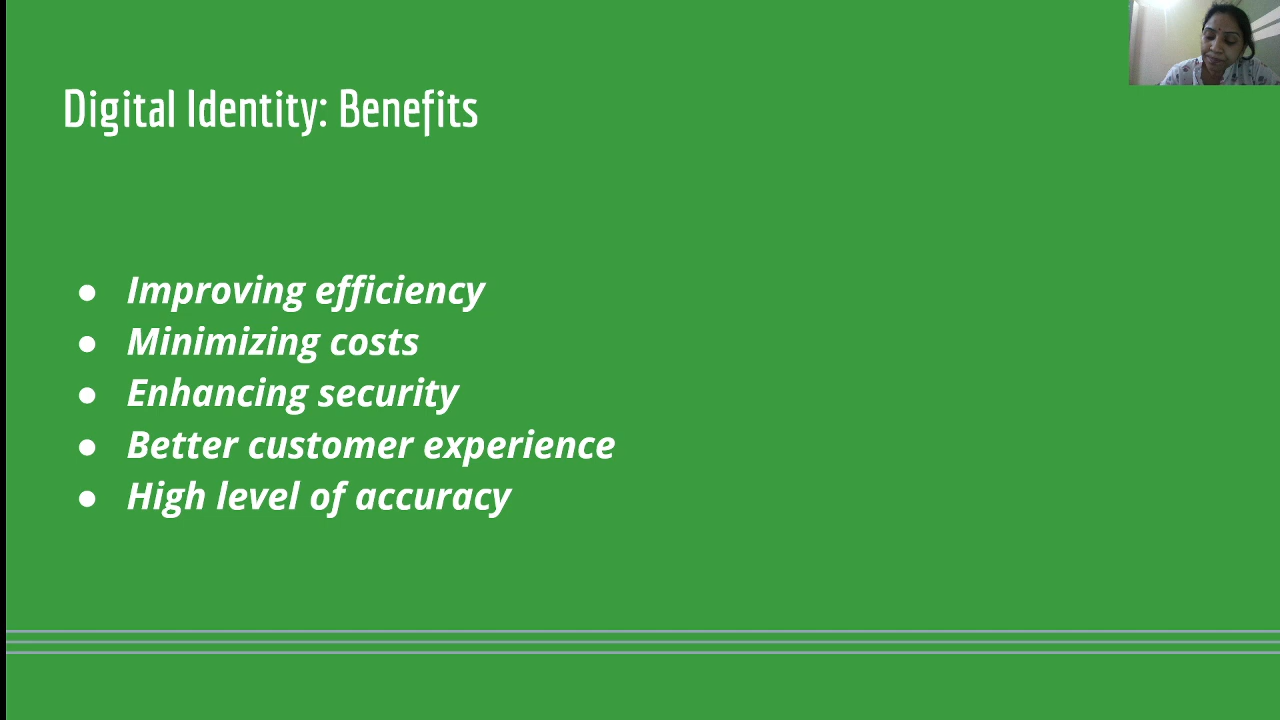 Digital Identity: Benefits
● Improving efficiency
● Minimizing costs
● Enhancing security
● Better customer experience
● High level of accuracy